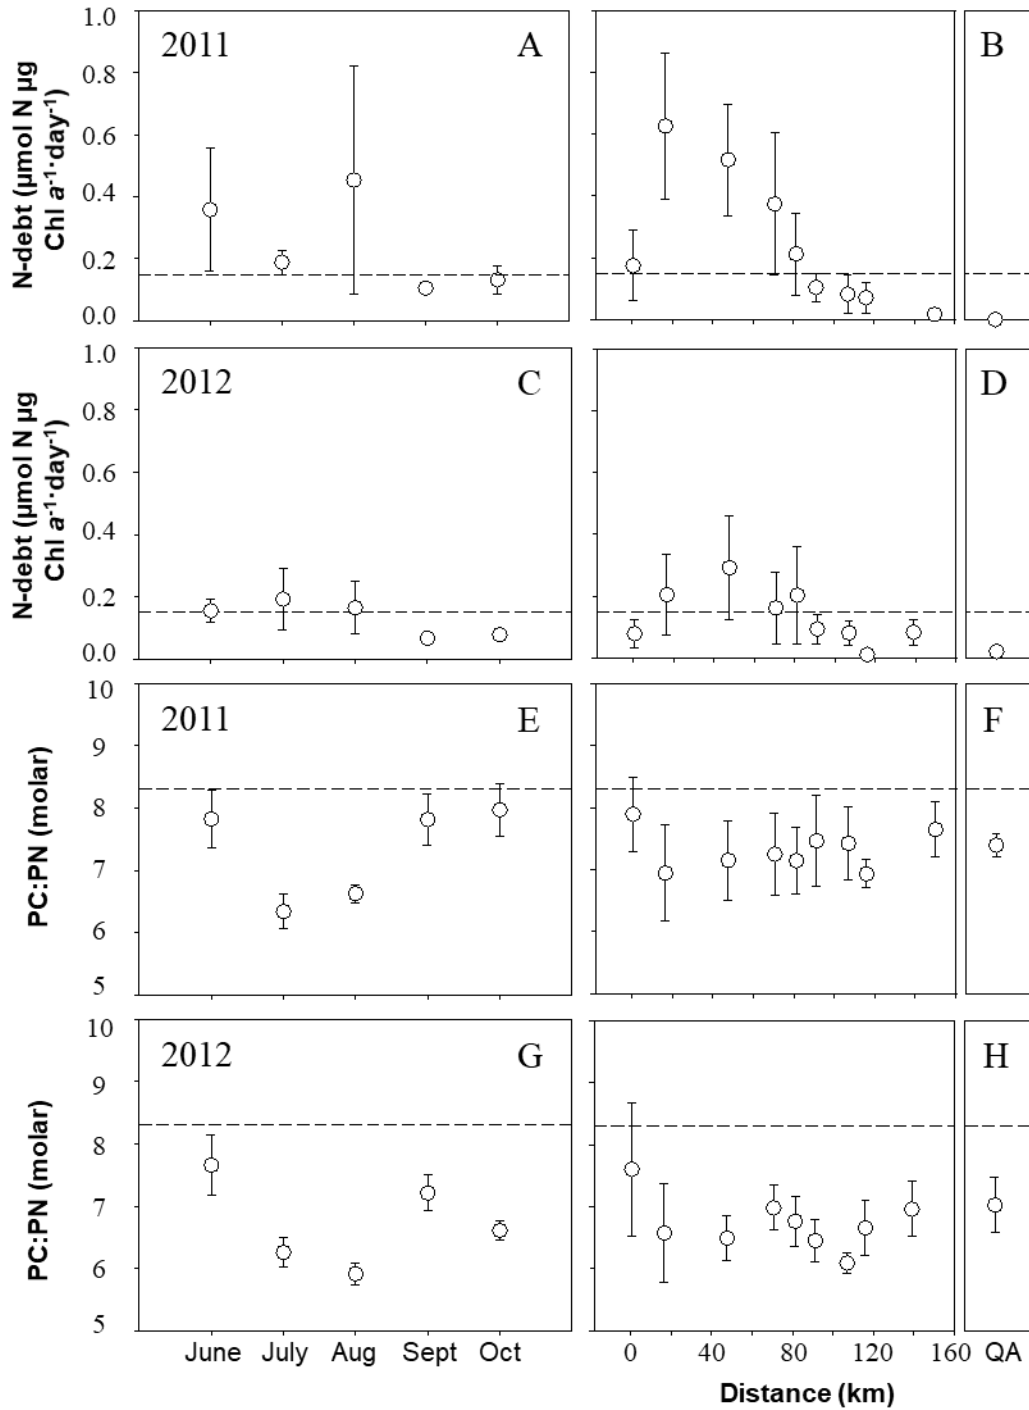 1.0
0.8
0.6
0.4
0.2
0.0
N-debt (µmol N µg
Chl a⁻¹·day⁻¹)
2011
A
B
1.0
0.8
0.6
0.4
0.2
0.0
N-debt (µmol N µg
Chl a⁻¹·day⁻¹)
2012
C
D
10
9
8
7
6
5
PC:PN (molar)
2011
E
F
10
9
8
7
6
5
PC:PN (molar)
2012
G
H
June July Aug Sept Oct
0 40 80 120 160 QA
Distance (km)